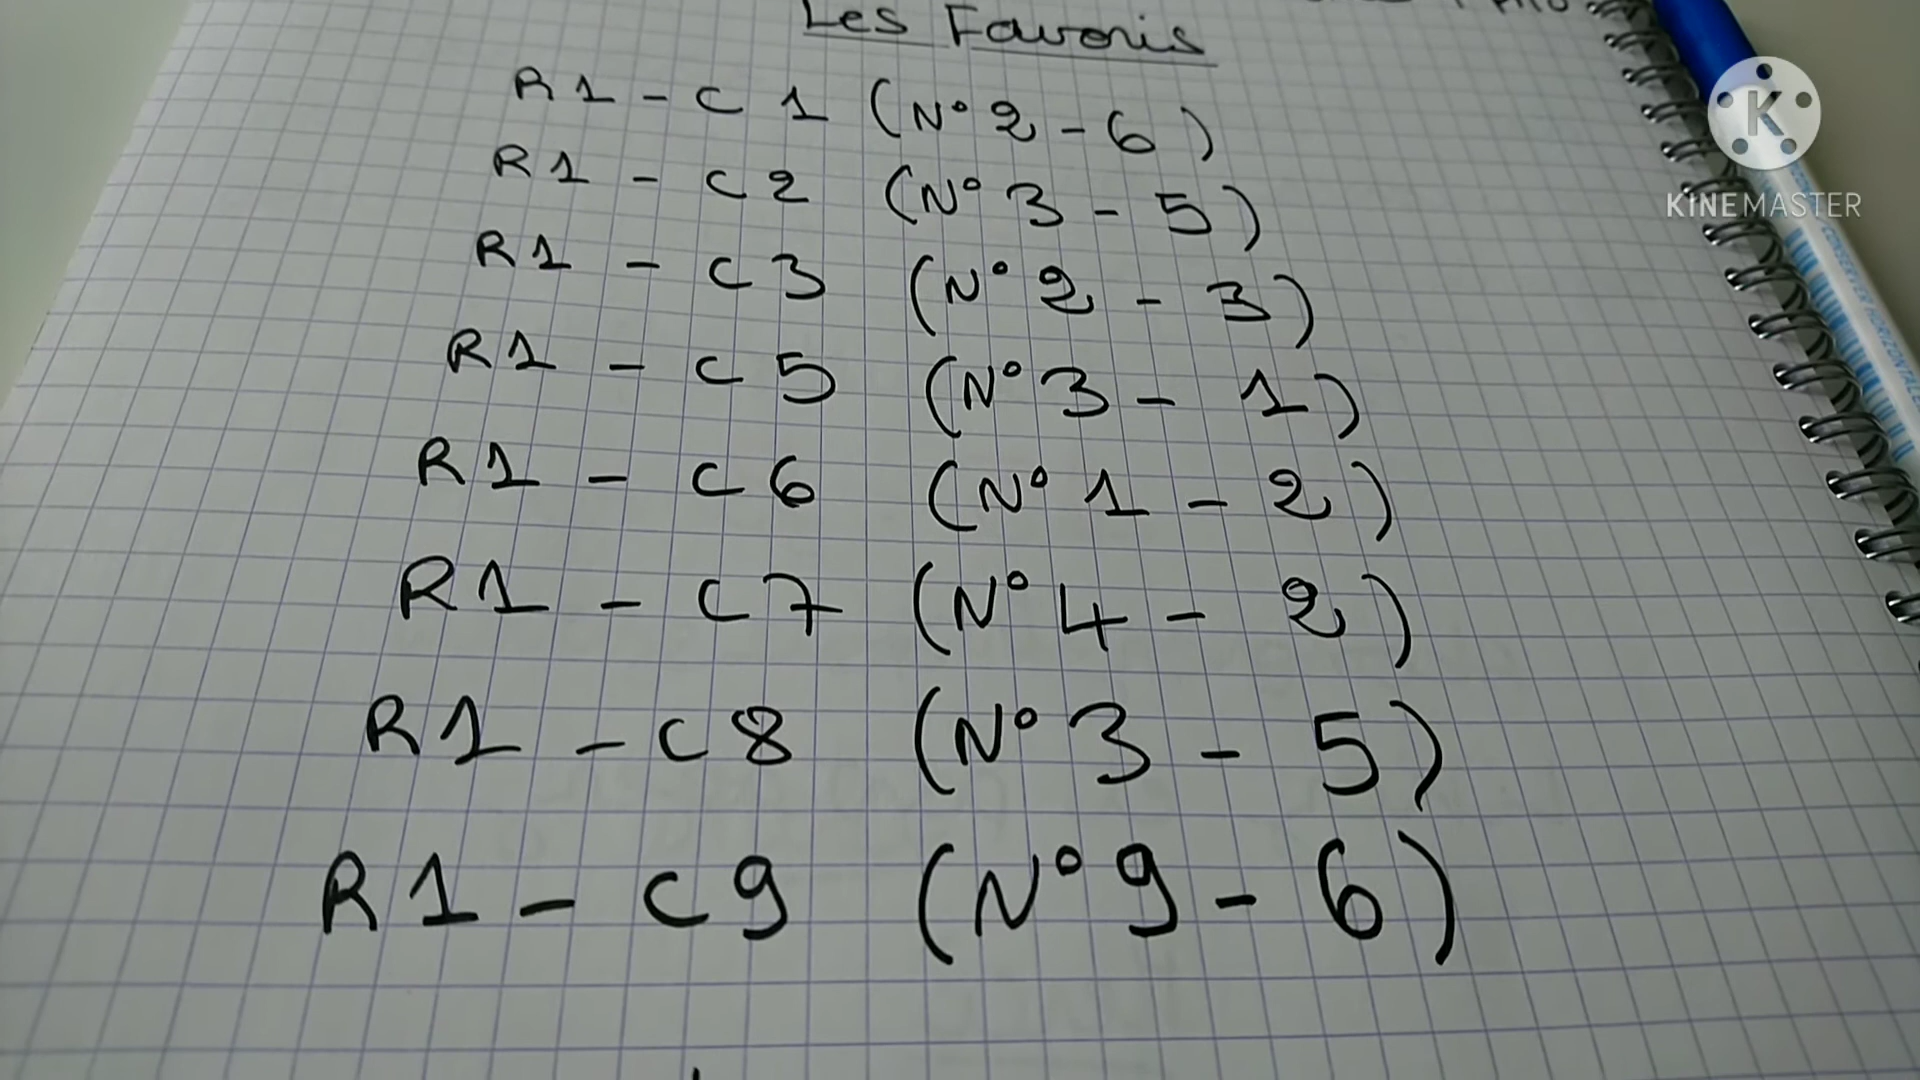 Les Favoris
R1 - C1 (N° 2 - 6)
R1 - C2 (N° 3 - 5)
R1 - C3 (N° 2 - 3)
R1 - C5 (N° 3 - 1)
R1 - C6 (N° 1 - 2)
R1 - C7 (N° 4 - 2)
R1 - C8 (N° 3 - 5)
R1 - C9 (N° 9 - 6)
K
KINEMASTER